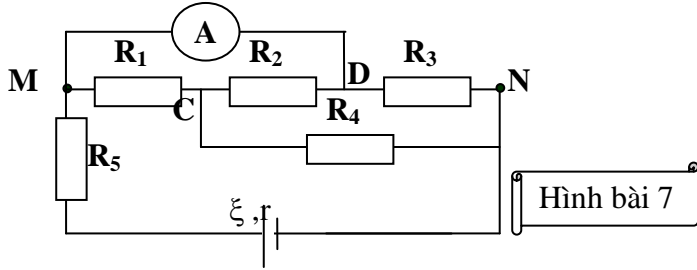 A
R₁ R₂ D R₃
M C N
R₄
R₅
ξ ,r
Hình bài 7